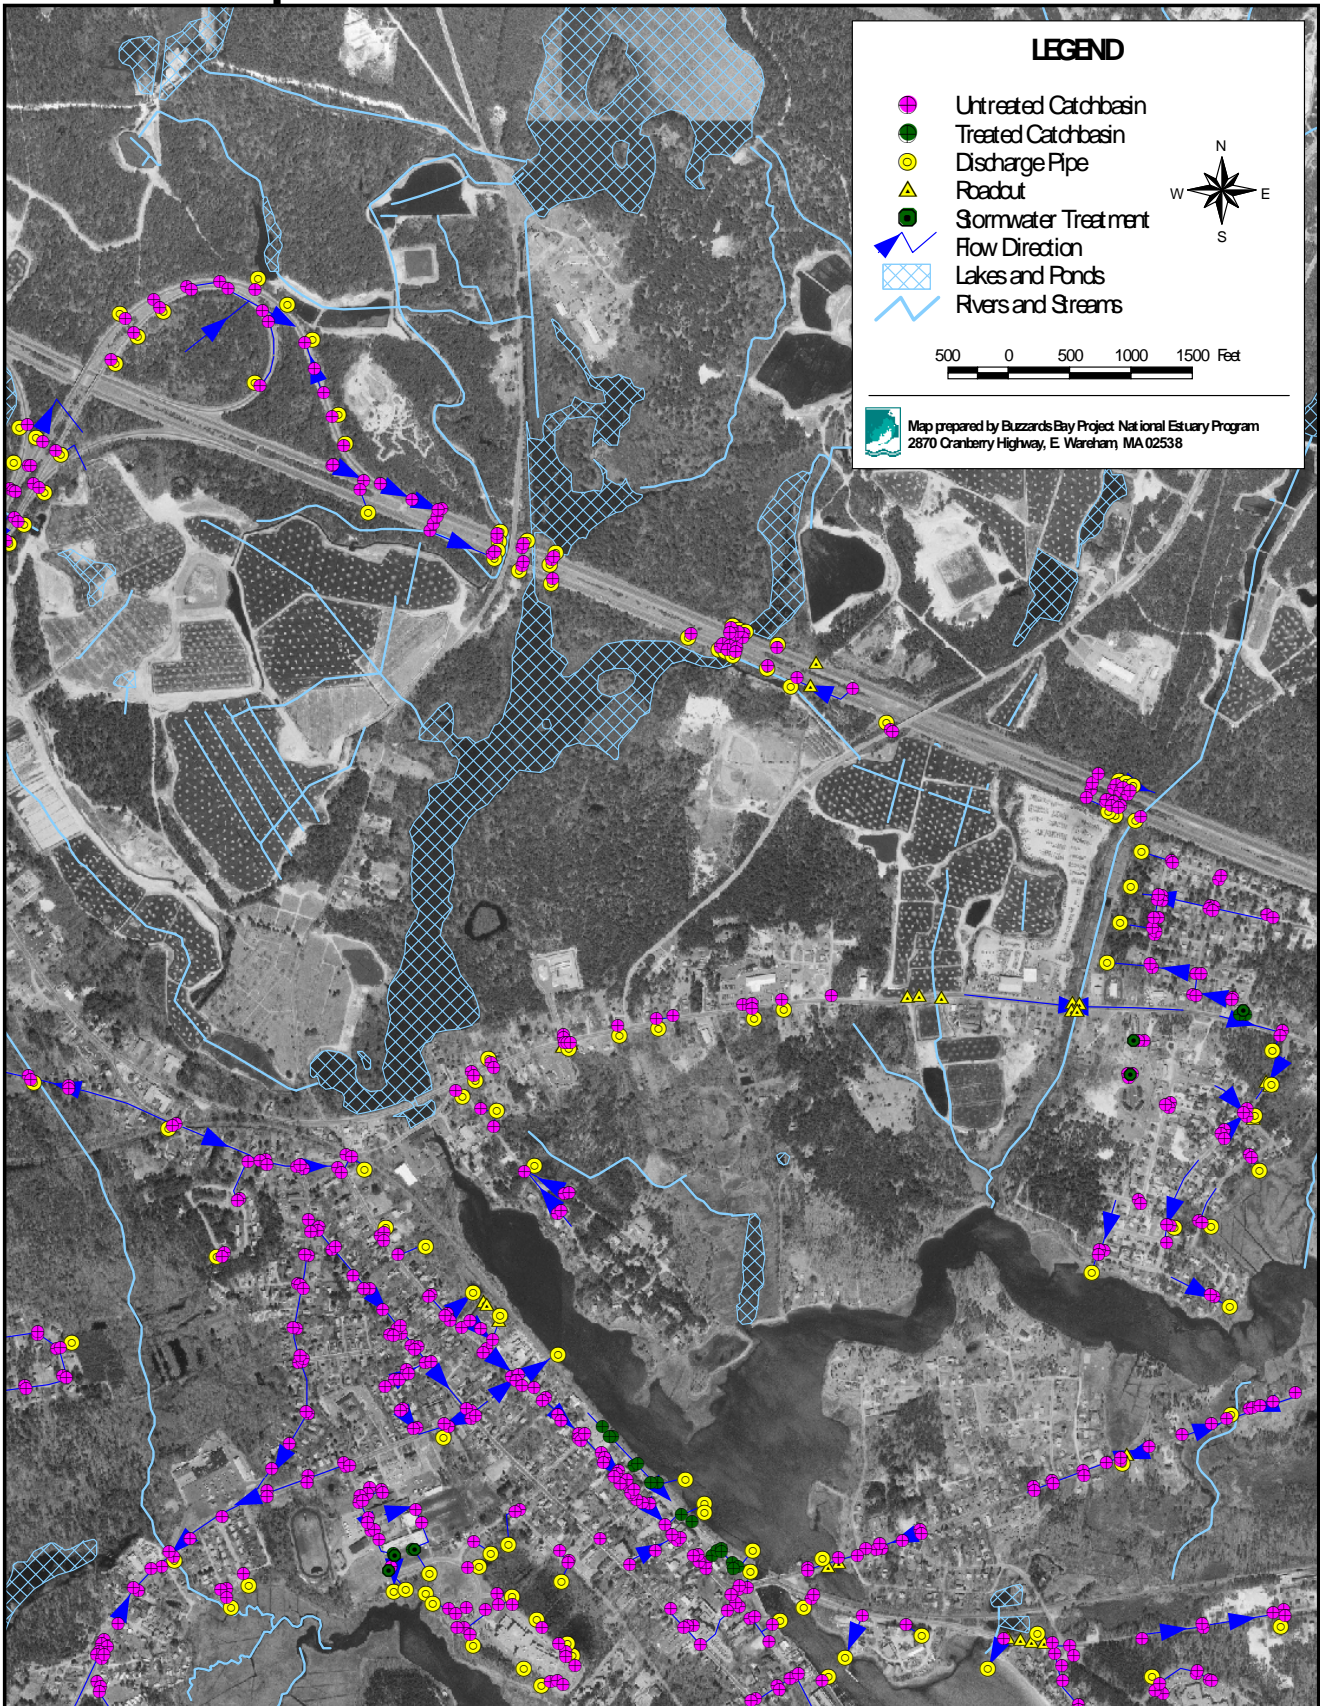 LEGEND
Untreated Catchbasin
Treated Catchbasin
Discharge Pipe
Roadcut
Stormwater Treatment
Flow Direction
Lakes and Ponds
Rivers and Streams
N
W E
S
500 0 500 1000 1500 Feet
Map prepared by Buzzards Bay Project National Estuary Program
2870 Cranberry Highway, E. Wareham, MA 02538